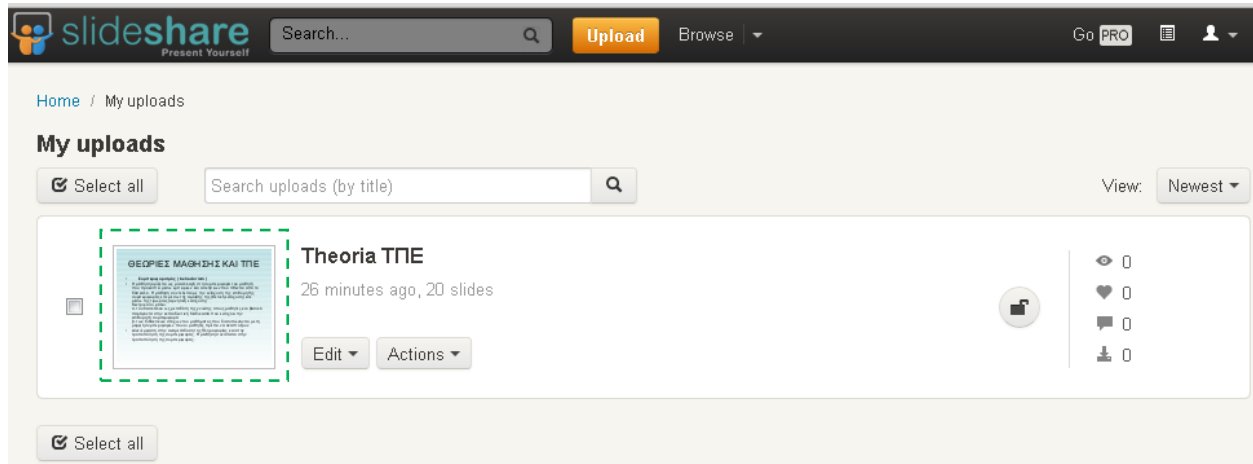 slideshare
Present Yourself
Search...
Upload
Browse
Go PRO
Home / My uploads
My uploads
Select all
Search uploads (by title)
View: Newest
ΘΕΩΡΙΕΣ ΜΑΘΗΣΗΣ ΚΑΙ ΤΠΕ
Theoria ΤΠΕ
26 minutes ago, 20 slides
Edit
Actions
0
0
0
0
Select all